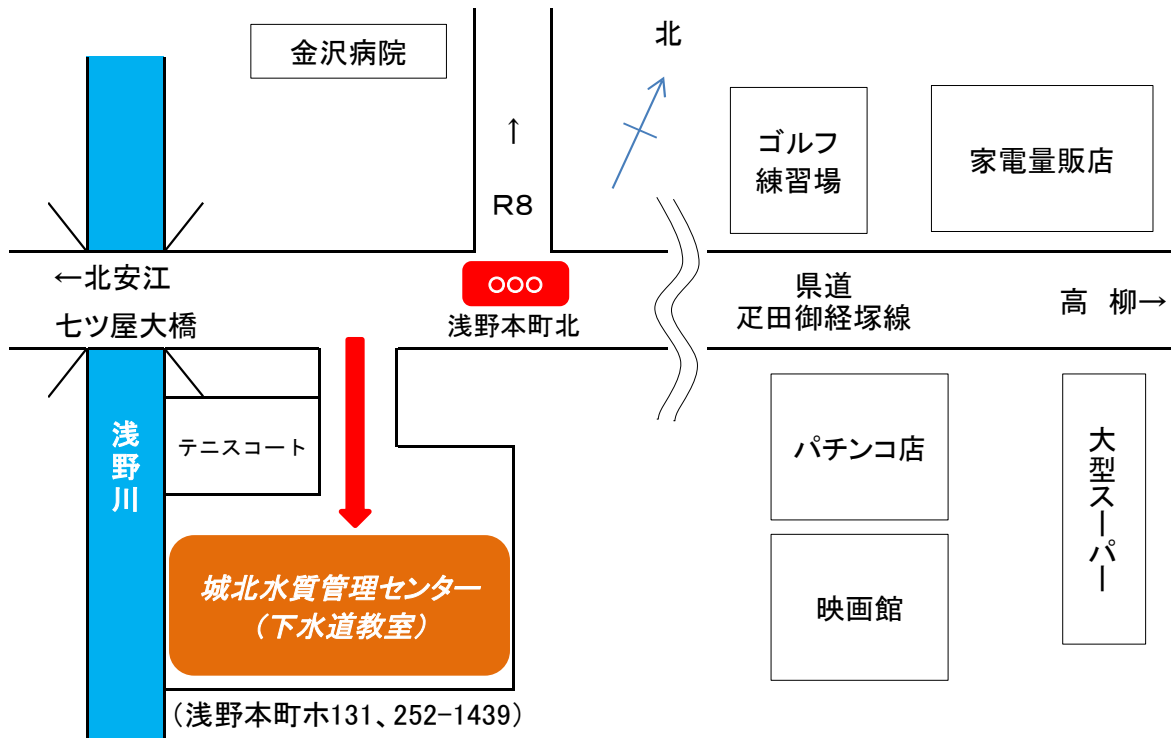 金沢病院
北
↑
R8
ゴルフ
練習場
家電量販店
←北安江
七ツ屋大橋
浅野本町北
県道
疋田御経塚線
高 柳→
浅野川
テニスコート
パチンコ店
大型スーパー
城北水質管理センター
(下水道教室)
映画館
(浅野本町ホ131、252-1439)